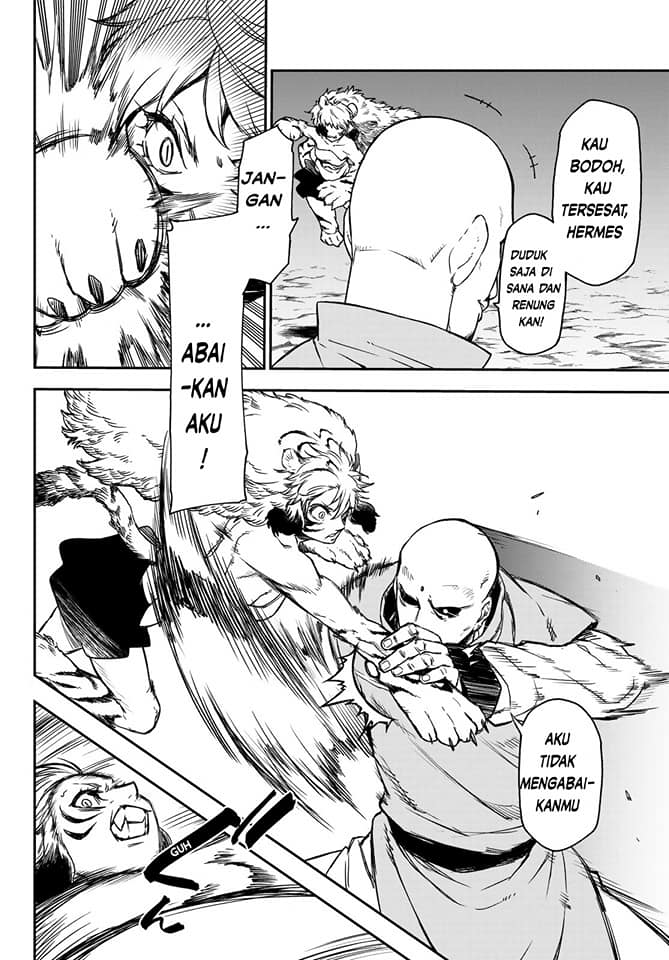 KAU
BODOH,
KAU
TERSESAT,
HERMES
DUDUK
SAJA DI
SANA DAN
RENUNG
KAN!
JAN-
GAN
...
...
ABAI
-KAN
AKU
!
AKU
TIDAK
MENGABAI-
KANMU
GUH